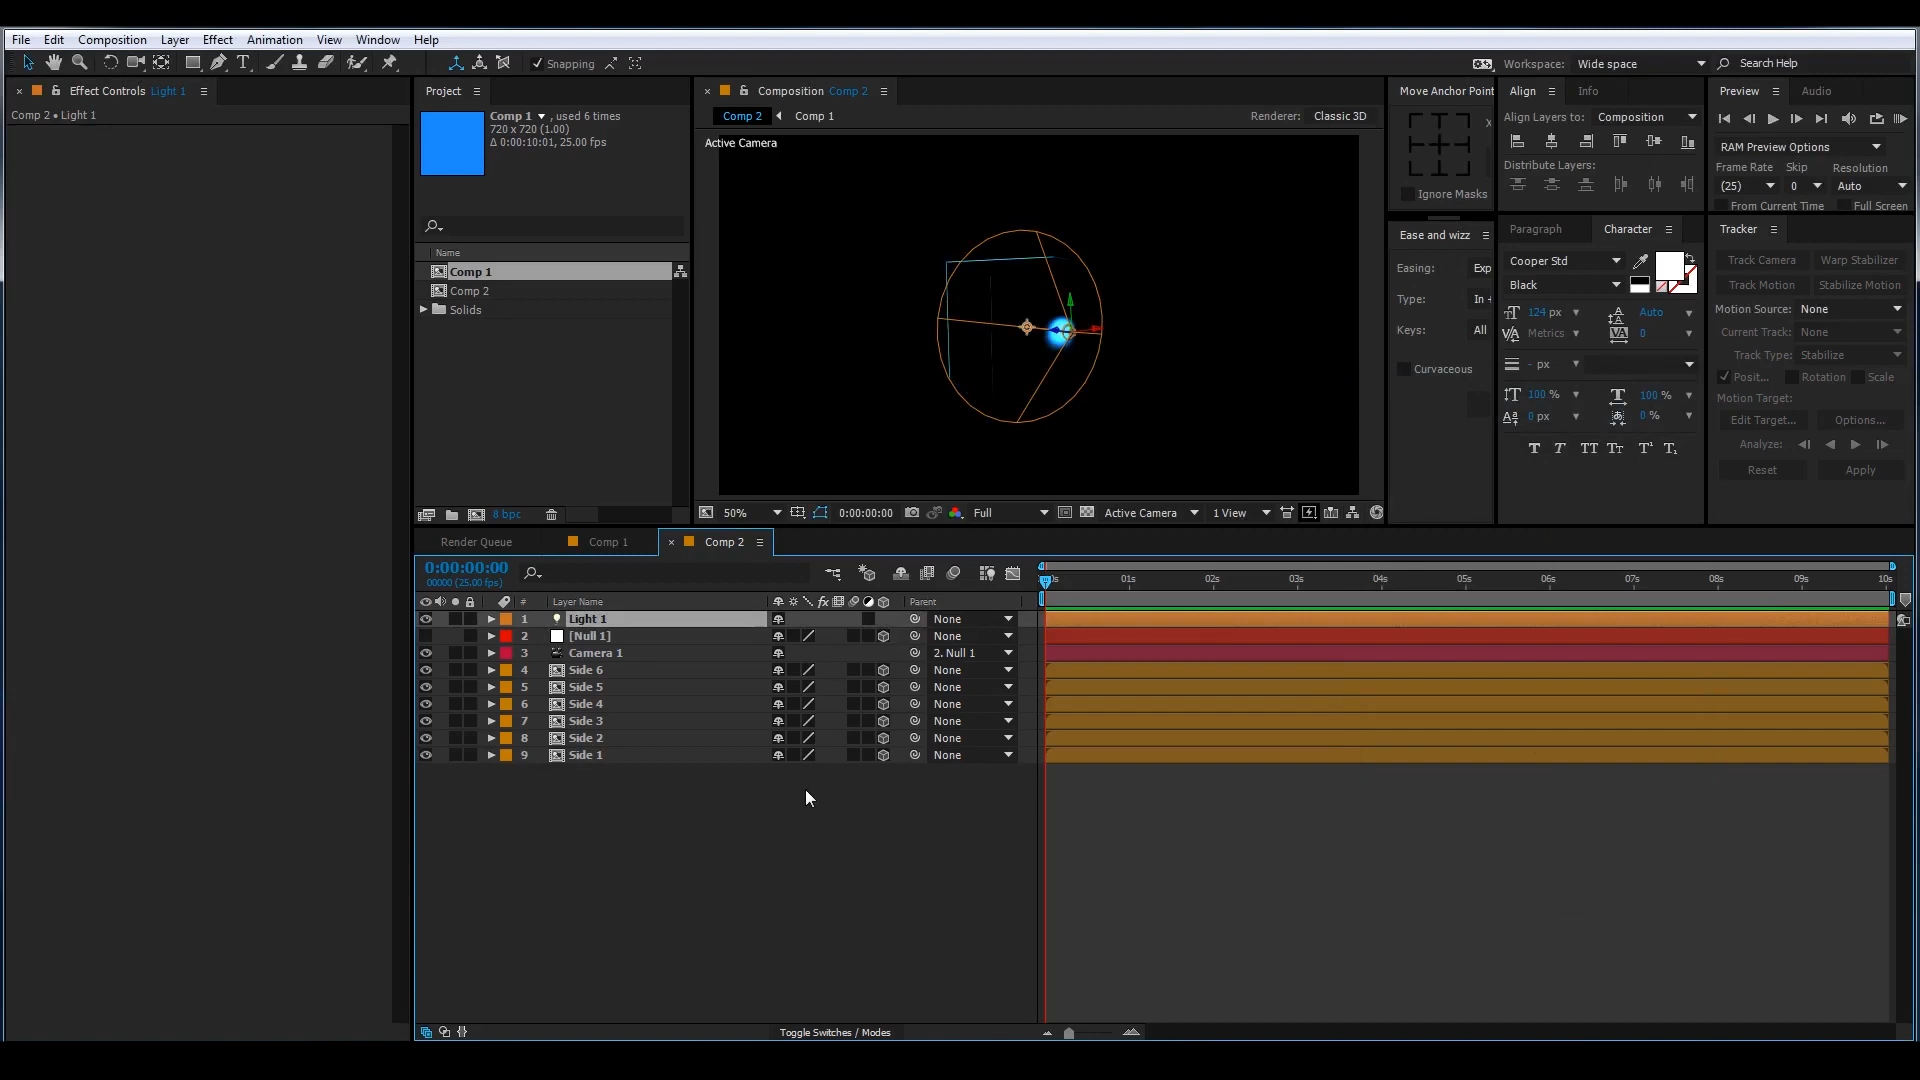 File Edit Composition Layer Effect Animation View Window Help
Snapping
Workspace: Wide space
Search Help
Effect Controls Light 1
Comp 2 • Light 1
Project
Comp 1 , used 6 times
720 x 720 (1.00)
Δ 0:00:10:01, 25.00 fps
Name
Comp 1
Comp 2
Solids
8 bpc
Composition Comp 2
Comp 2 Comp 1
Renderer: Classic 3D
Active Camera
50% 0:00:00:00 Full Active Camera 1 View
Move Anchor Point
Ignore Masks
Ease and wizz
Easing: Exp
Type: In +
Keys: All
Curvaceous
Align Info
Align Layers to: Composition
Distribute Layers:
Paragraph Character
Cooper Std
Black
124 px Auto
Metrics 0
- px
100 % 100 %
0 px 0 %
Preview Audio
RAM Preview Options
Frame Rate Skip Resolution
(25) 0 Auto
From Current Time Full Screen
Tracker
Track Camera Warp Stabilizer
Track Motion Stabilize Motion
Motion Source: None
Current Track: None
Track Type: Stabilize
Posit... Rotation Scale
Motion Target:
Edit Target... Options...
Analyze:
Reset Apply
Render Queue Comp 1 Comp 2
0:00:00:00
00000 (25.00 fps)
01s 02s 03s 04s 05s 06s 07s 08s 09s 10s
# Layer Name Parent
1 Light 1 None
2 [Null 1] None
3 Camera 1 2. Null 1
4 Side 6 None
5 Side 5 None
6 Side 4 None
7 Side 3 None
8 Side 2 None
9 Side 1 None
Toggle Switches / Modes